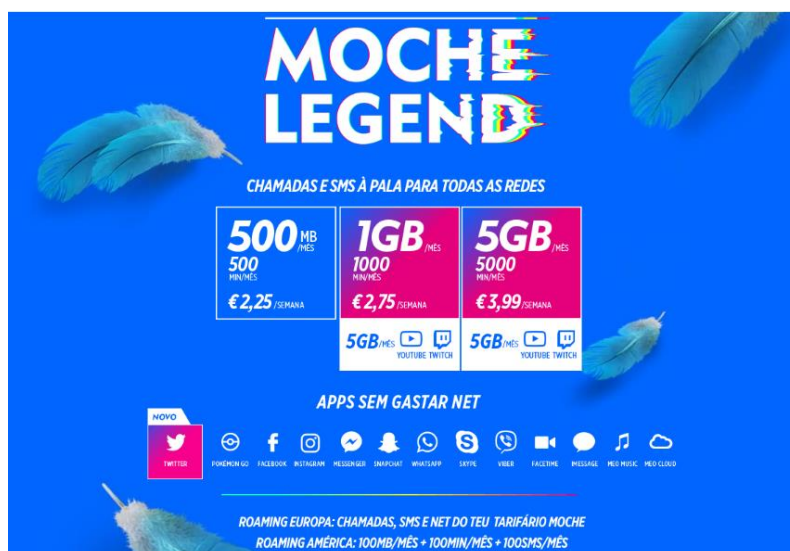 MOCHE
LEGEND
CHAMADAS E SMS À PALA PARA TODAS AS REDES
500 MB /MÊS
500
MIN/MÊS
€ 2,25 /SEMANA
1GB /MÊS
1000
MIN/MÊS
€ 2,75 /SEMANA
5GB /MÊS
YOUTUBE TWITCH
5GB /MÊS
5000
MIN/MÊS
€ 3,99 /SEMANA
5GB /MÊS
YOUTUBE TWITCH
APPS SEM GASTAR NET
NOVO
TWITTER POKÉMON GO FACEBOOK INSTAGRAM MESSENGER SNAPCHAT WHATSAPP SKYPE VIBER FACETIME IMESSAGE MEO MUSIC MEO CLOUD
ROAMING EUROPA: CHAMADAS, SMS E NET DO TEU TARIFÁRIO MOCHE
ROAMING AMÉRICA: 100MB/MÊS + 100MIN/MÊS + 100SMS/MÊS